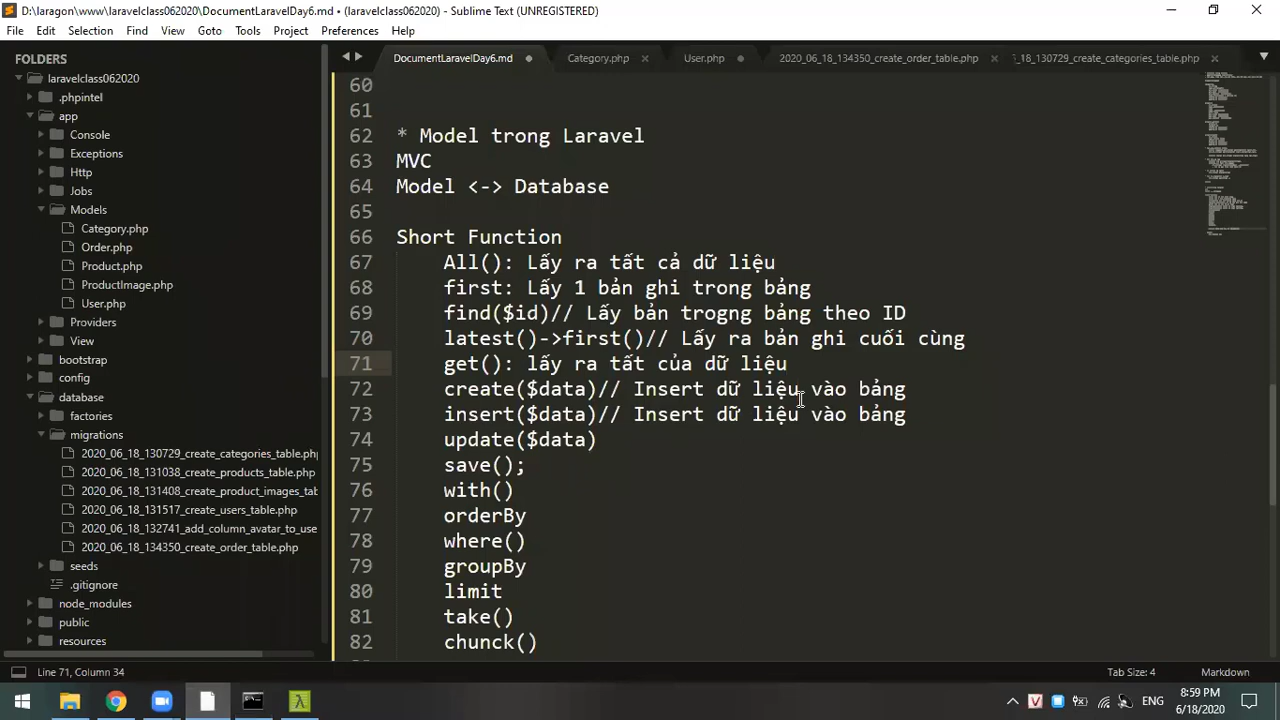 D:\laragon\www\laravelclass062020\DocumentLaravelDay6.md • (laravelclass062020) - Sublime Text (UNREGISTERED)
File Edit Selection Find View Goto Tools Project Preferences Help
FOLDERS
laravelclass062020
.phpintel
app
Console
Exceptions
Http
Jobs
Models
Category.php
Order.php
Product.php
ProductImage.php
User.php
Providers
View
bootstrap
config
database
factories
migrations
2020_06_18_130729_create_categories_table.php
2020_06_18_131038_create_products_table.php
2020_06_18_131408_create_product_images_tab
2020_06_18_131517_create_users_table.php
2020_06_18_132741_add_column_avatar_to_use
2020_06_18_134350_create_order_table.php
seeds
.gitignore
node_modules
public
resources
DocumentLaravelDay6.md Category.php User.php 2020_06_18_134350_create_order_table.php _18_130729_create_categories_table.php
60
61
62 * Model trong Laravel
63 MVC
64 Model <-> Database
65
66 Short Function
67 All(): Lấy ra tất cả dữ liệu
68 first: Lấy 1 bản ghi trong bảng
69 find($id)// Lấy bản trogng bảng theo ID
70 latest()->first()// Lấy ra bản ghi cuối cùng
71 get(): lấy ra tất của dữ liệu
72 create($data)// Insert dữ liệu vào bảng
73 insert($data)// Insert dữ liệu vào bảng
74 update($data)
75 save();
76 with()
77 orderBy
78 where()
79 groupBy
80 limit
81 take()
82 chunck()
Line 71, Column 34 Tab Size: 4 Markdown
ENG 8:59 PM
6/18/2020